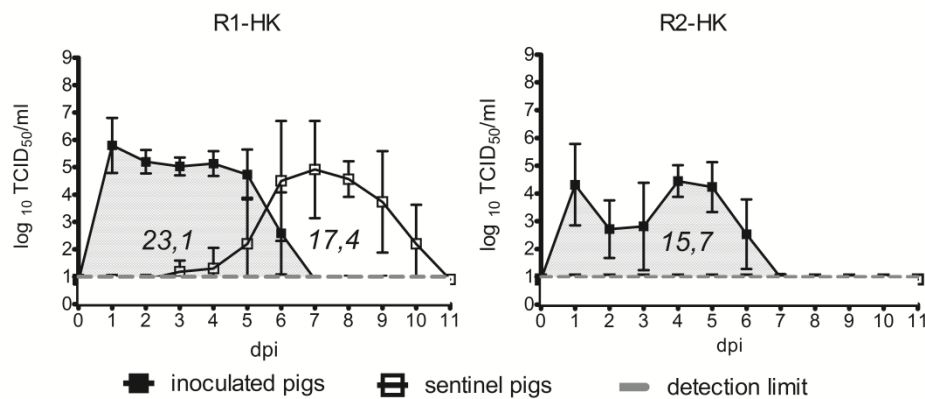 R1-HK
R2-HK
log 10 TCID50/ml
9
8
7
6
5
4
3
2
1
0
23,1
17,4
0 1 2 3 4 5 6 7 8 9 10 11
dpi
log 10 TCID50/ml
9
8
7
6
5
4
3
2
1
0
15,7
0 1 2 3 4 5 6 7 8 9 10 11
dpi
inoculated pigs
sentinel pigs
detection limit